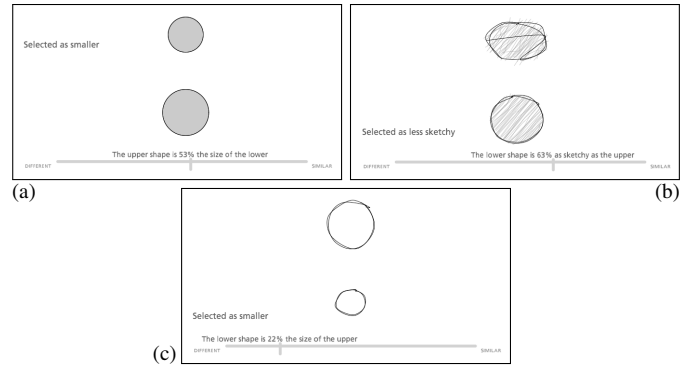 Selected as smaller
The upper shape is 53% the size of the lower
DIFFERENT SIMILAR
(a)
Selected as less sketchy
The lower shape is 63% as sketchy as the upper
DIFFERENT SIMILAR
(b)
Selected as smaller
The lower shape is 22% the size of the upper
DIFFERENT SIMILAR
(c)